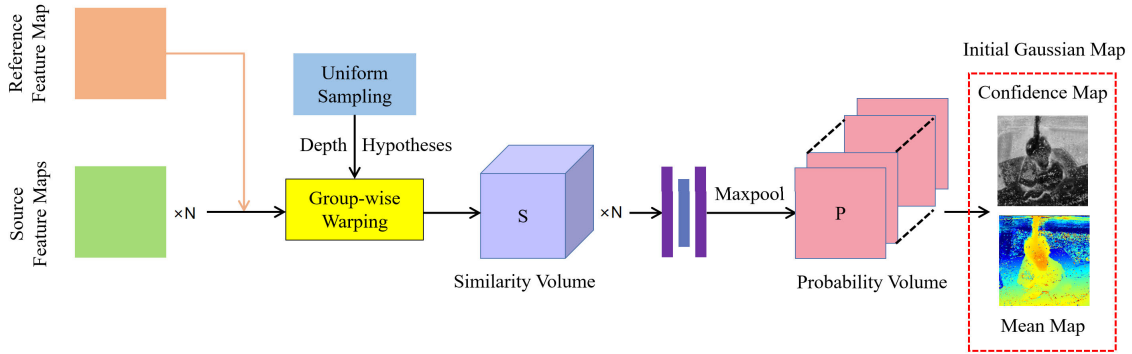 Reference
Feature Map
Source
Feature Maps
×N
Uniform
Sampling
Depth Hypotheses
Group-wise
Warping
S
Similarity Volume
×N
Maxpool
P
Probability Volume
Initial Gaussian Map
Confidence Map
Mean Map